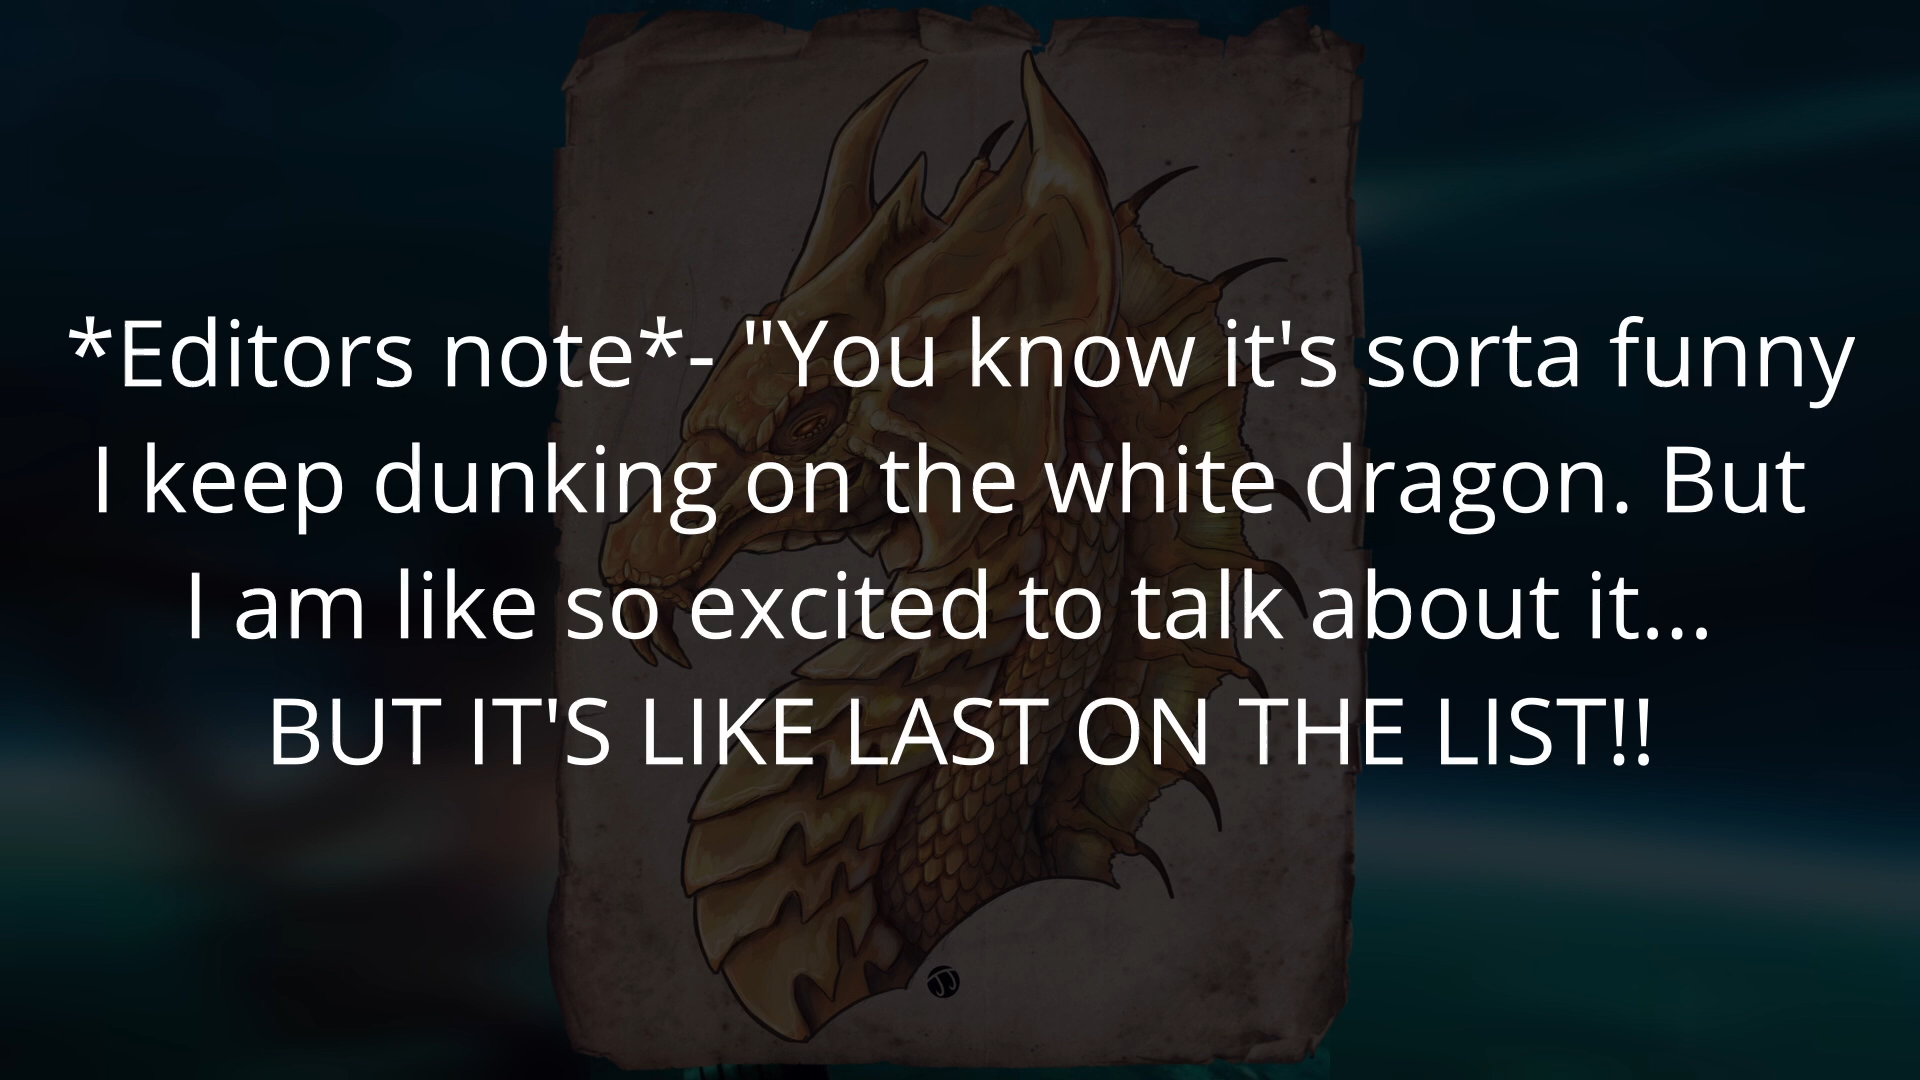 *Editors note*- "You know it's sorta funny
I keep dunking on the white dragon. But
I am like so excited to talk about it...
BUT IT'S LIKE LAST ON THE LIST!!
JJ